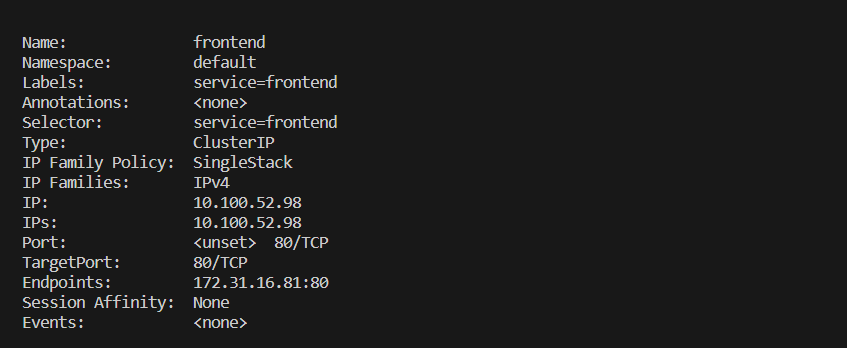 Name: frontend
Namespace: default
Labels: service=frontend
Annotations: <none>
Selector: service=frontend
Type: ClusterIP
IP Family Policy: SingleStack
IP Families: IPv4
IP: 10.100.52.98
IPs: 10.100.52.98
Port: <unset> 80/TCP
TargetPort: 80/TCP
Endpoints: 172.31.16.81:80
Session Affinity: None
Events: <none>